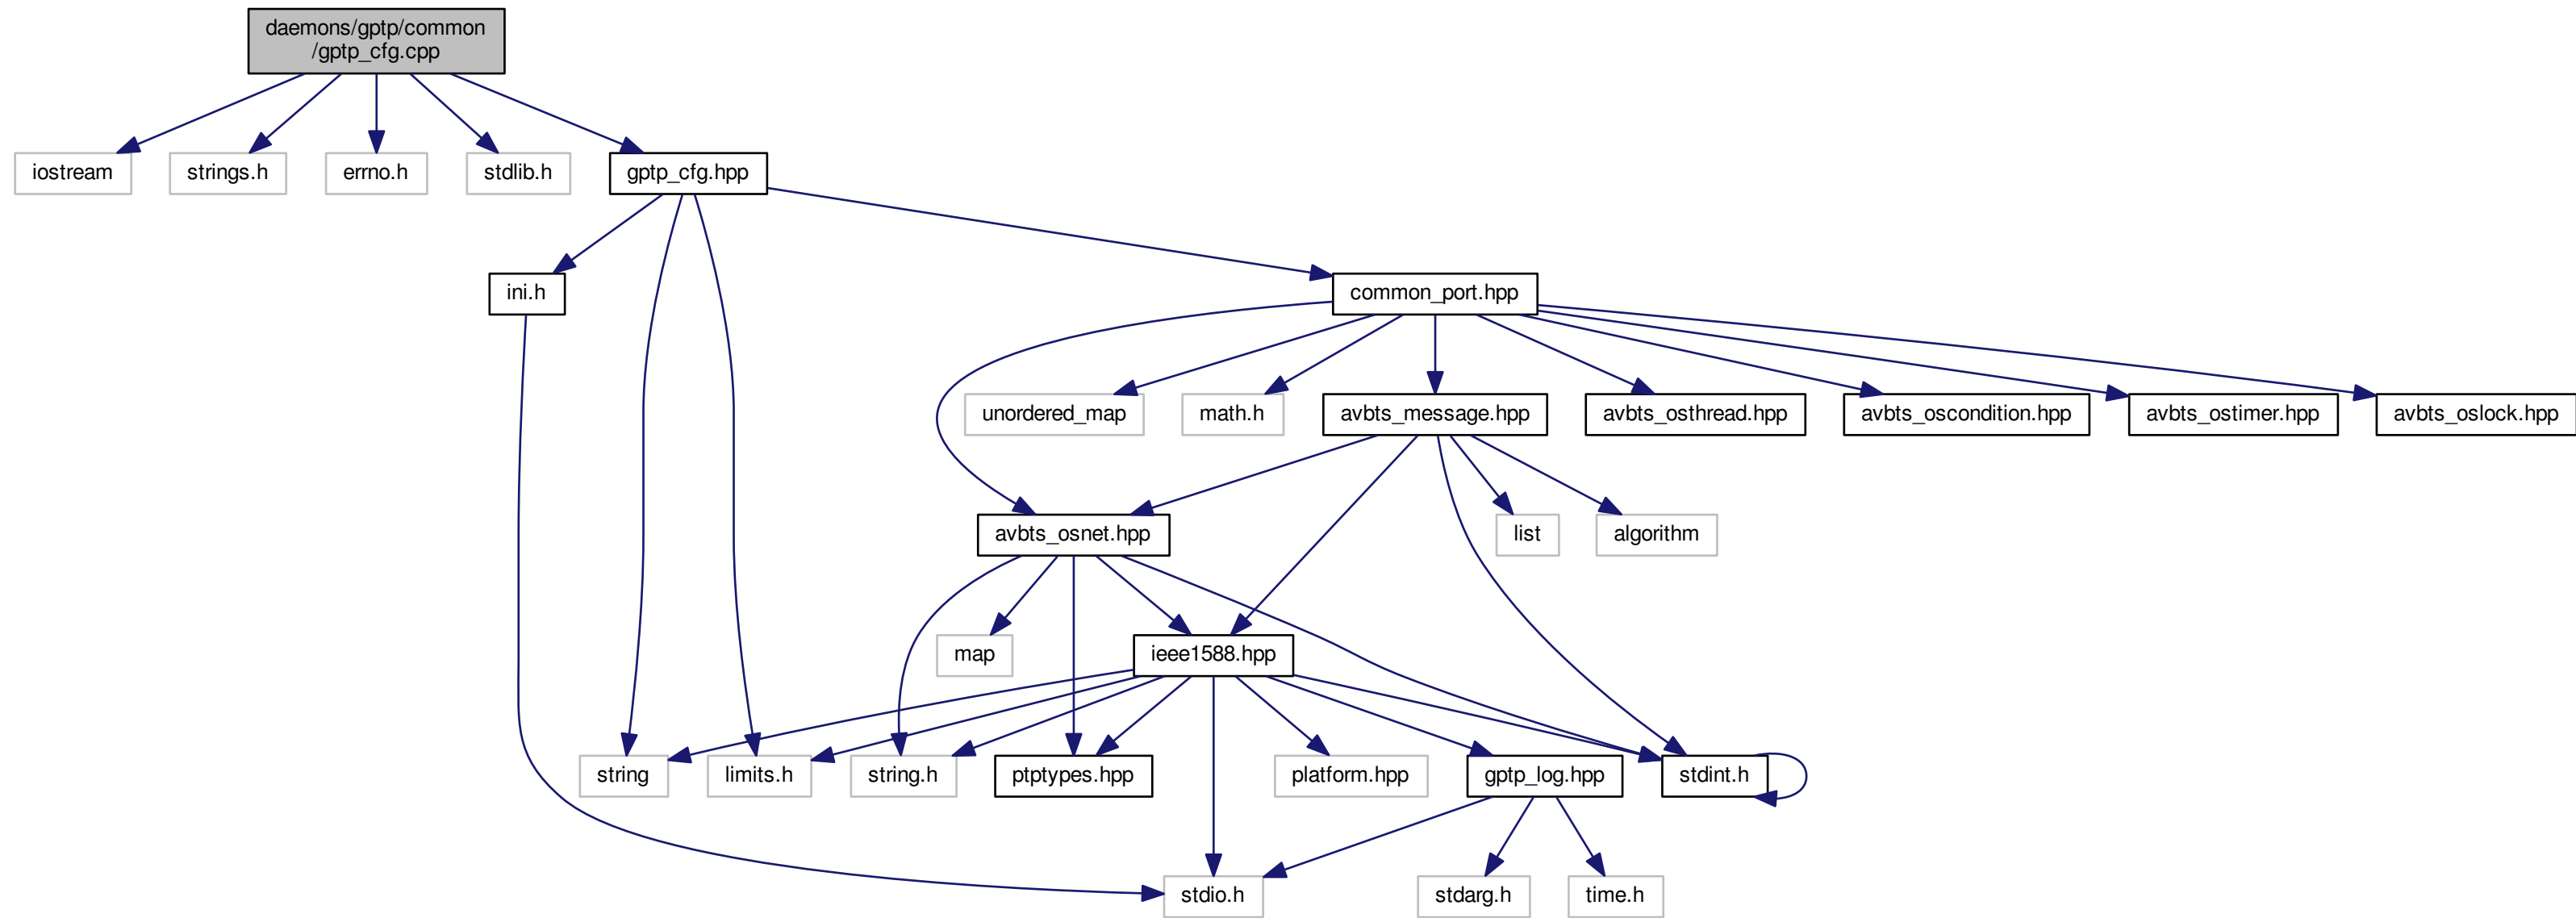 daemons/gptp/common
/gptp_cfg.cpp
iostream
strings.h
errno.h
stdlib.h
gptp_cfg.hpp
ini.h
common_port.hpp
unordered_map
math.h
avbts_message.hpp
avbts_osthread.hpp
avbts_oscondition.hpp
avbts_ostimer.hpp
avbts_oslock.hpp
avbts_osnet.hpp
list
algorithm
map
ieee1588.hpp
string
limits.h
string.h
ptptypes.hpp
platform.hpp
gptp_log.hpp
stdint.h
stdio.h
stdarg.h
time.h